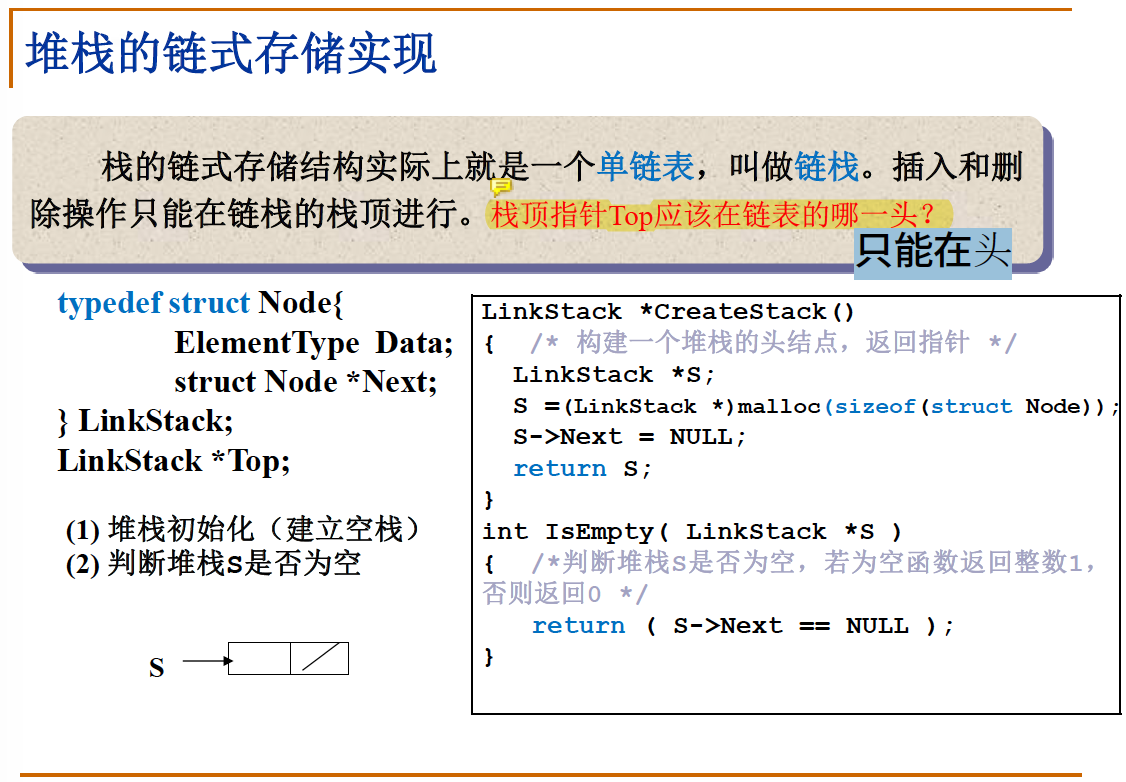 堆栈的链式存储实现
栈的链式存储结构实际上就是一个单链表，叫做链栈。插入和删
除操作只能在链栈的栈顶进行。栈顶指针Top应该在链表的哪一头？
只能在头
typedef struct Node{
ElementType Data;
struct Node *Next;
} LinkStack;
LinkStack *Top;
(1) 堆栈初始化（建立空栈）
(2) 判断堆栈S是否为空
S
LinkStack *CreateStack()
{ /* 构建一个堆栈的头结点，返回指针 */
LinkStack *S;
S =(LinkStack *)malloc(sizeof(struct Node));
S->Next = NULL;
return S;
}
int IsEmpty( LinkStack *S )
{ /*判断堆栈S是否为空，若为空函数返回整数1，
否则返回0 */
return ( S->Next == NULL );
}